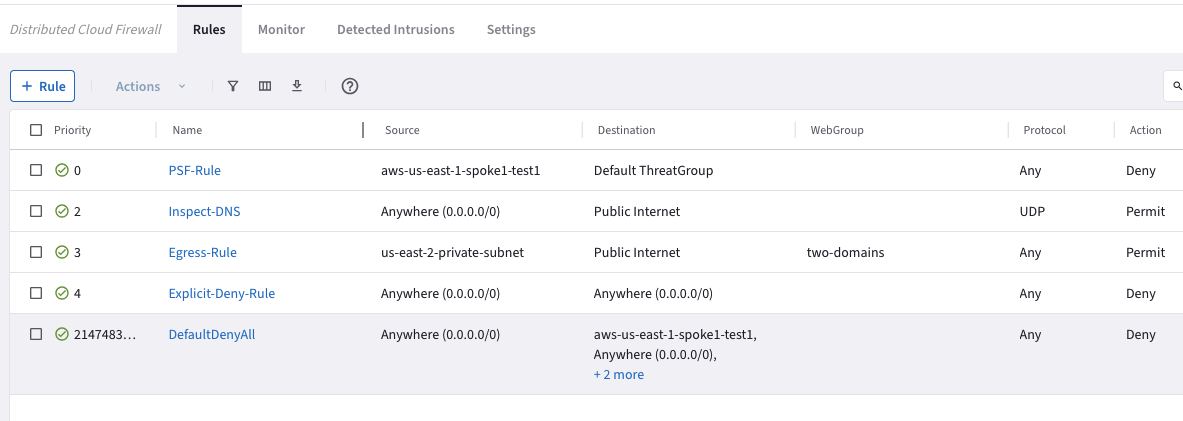 Distributed Cloud Firewall Rules Monitor Detected Intrusions Settings
+ Rule Actions ?
Priority Name Source Destination WebGroup Protocol Action
0 PSF-Rule aws-us-east-1-spoke1-test1 Default ThreatGroup Any Deny
2 Inspect-DNS Anywhere (0.0.0.0/0) Public Internet UDP Permit
3 Egress-Rule us-east-2-private-subnet Public Internet two-domains Any Permit
4 Explicit-Deny-Rule Anywhere (0.0.0.0/0) Anywhere (0.0.0.0/0) Any Deny
2147483... DefaultDenyAll Anywhere (0.0.0.0/0) aws-us-east-1-spoke1-test1, Any Deny
Anywhere (0.0.0.0/0),
+ 2 more